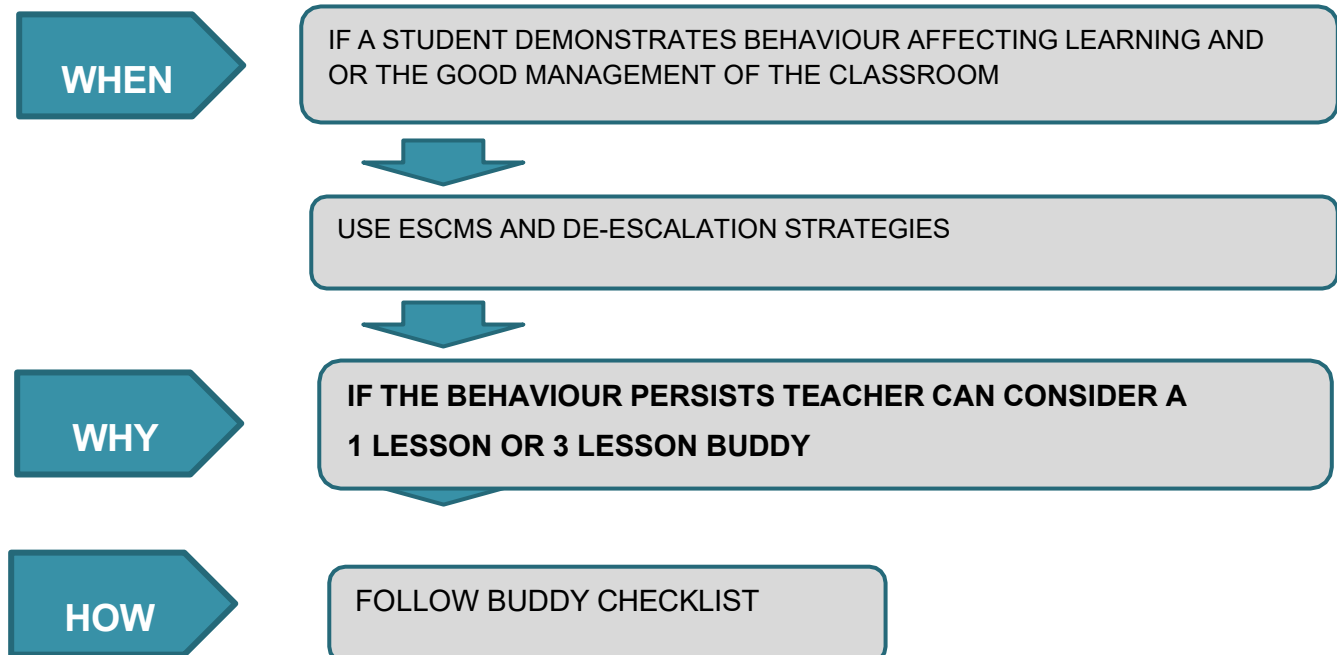 WHEN
IF A STUDENT DEMONSTRATES BEHAVIOUR AFFECTING LEARNING AND
OR THE GOOD MANAGEMENT OF THE CLASSROOM
USE ESCMS AND DE-ESCALATION STRATEGIES
WHY
IF THE BEHAVIOUR PERSISTS TEACHER CAN CONSIDER A
1 LESSON OR 3 LESSON BUDDY
HOW
FOLLOW BUDDY CHECKLIST